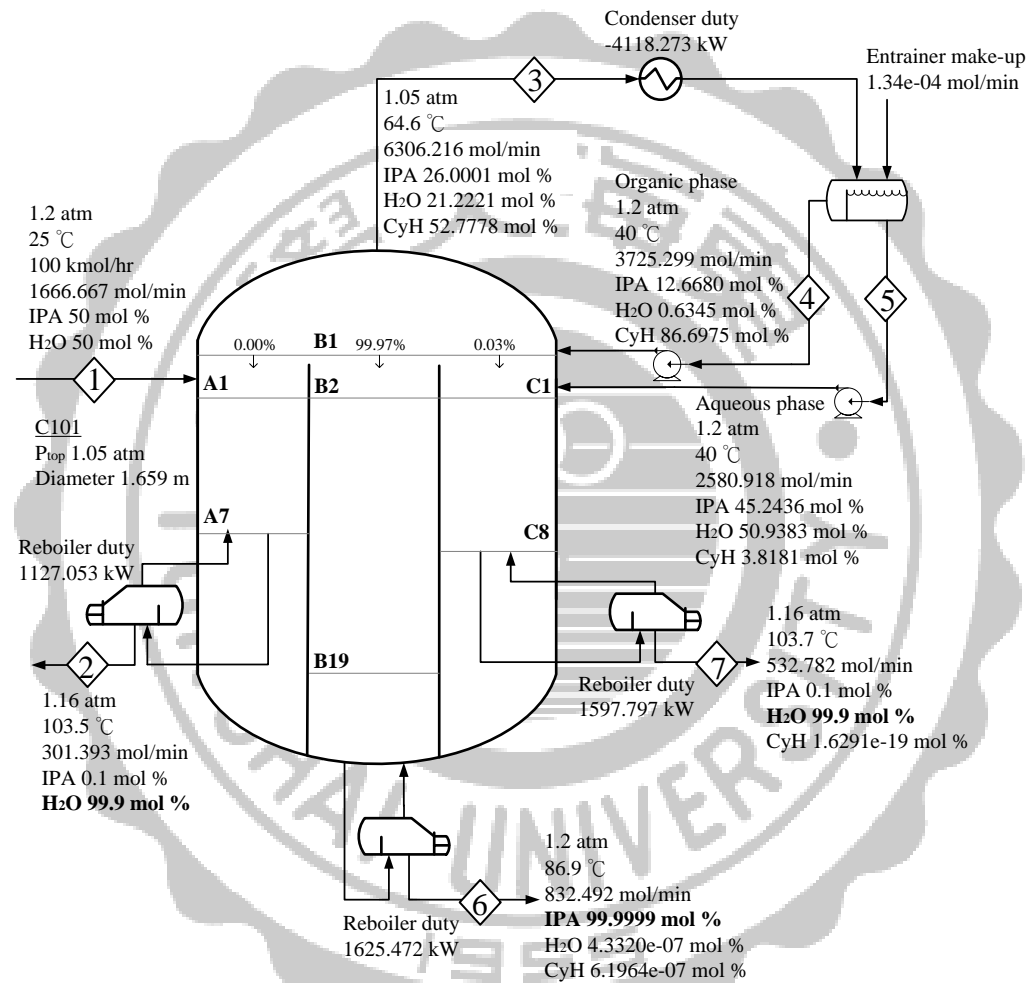 Condenser duty
-4118.273 kW
Entrainer make-up
1.34e-04 mol/min
3
1.05 atm
64.6 ℃
6306.216 mol/min
IPA 26.0001 mol %
H2O 21.2221 mol %
CyH 52.7778 mol %
Organic phase
1.2 atm
40 ℃
3725.299 mol/min
IPA 12.6680 mol %
H2O 0.6345 mol %
CyH 86.6975 mol %
4
5
1.2 atm
25 ℃
100 kmol/hr
1666.667 mol/min
IPA 50 mol %
H2O 50 mol %
1
0.00%
B1
99.97%
0.03%
A1
B2
C1
C101
Ptop 1.05 atm
Diameter 1.659 m
Aqueous phase
1.2 atm
40 ℃
2580.918 mol/min
IPA 45.2436 mol %
H2O 50.9383 mol %
CyH 3.8181 mol %
A7
C8
Reboiler duty
1127.053 kW
2
1.16 atm
103.5 ℃
301.393 mol/min
IPA 0.1 mol %
H2O 99.9 mol %
B19
Reboiler duty
1597.797 kW
7
1.16 atm
103.7 ℃
532.782 mol/min
IPA 0.1 mol %
H2O 99.9 mol %
CyH 1.6291e-19 mol %
Reboiler duty
1625.472 kW
6
1.2 atm
86.9 ℃
832.492 mol/min
IPA 99.9999 mol %
H2O 4.3320e-07 mol %
CyH 6.1964e-07 mol %
UNIVERSITY